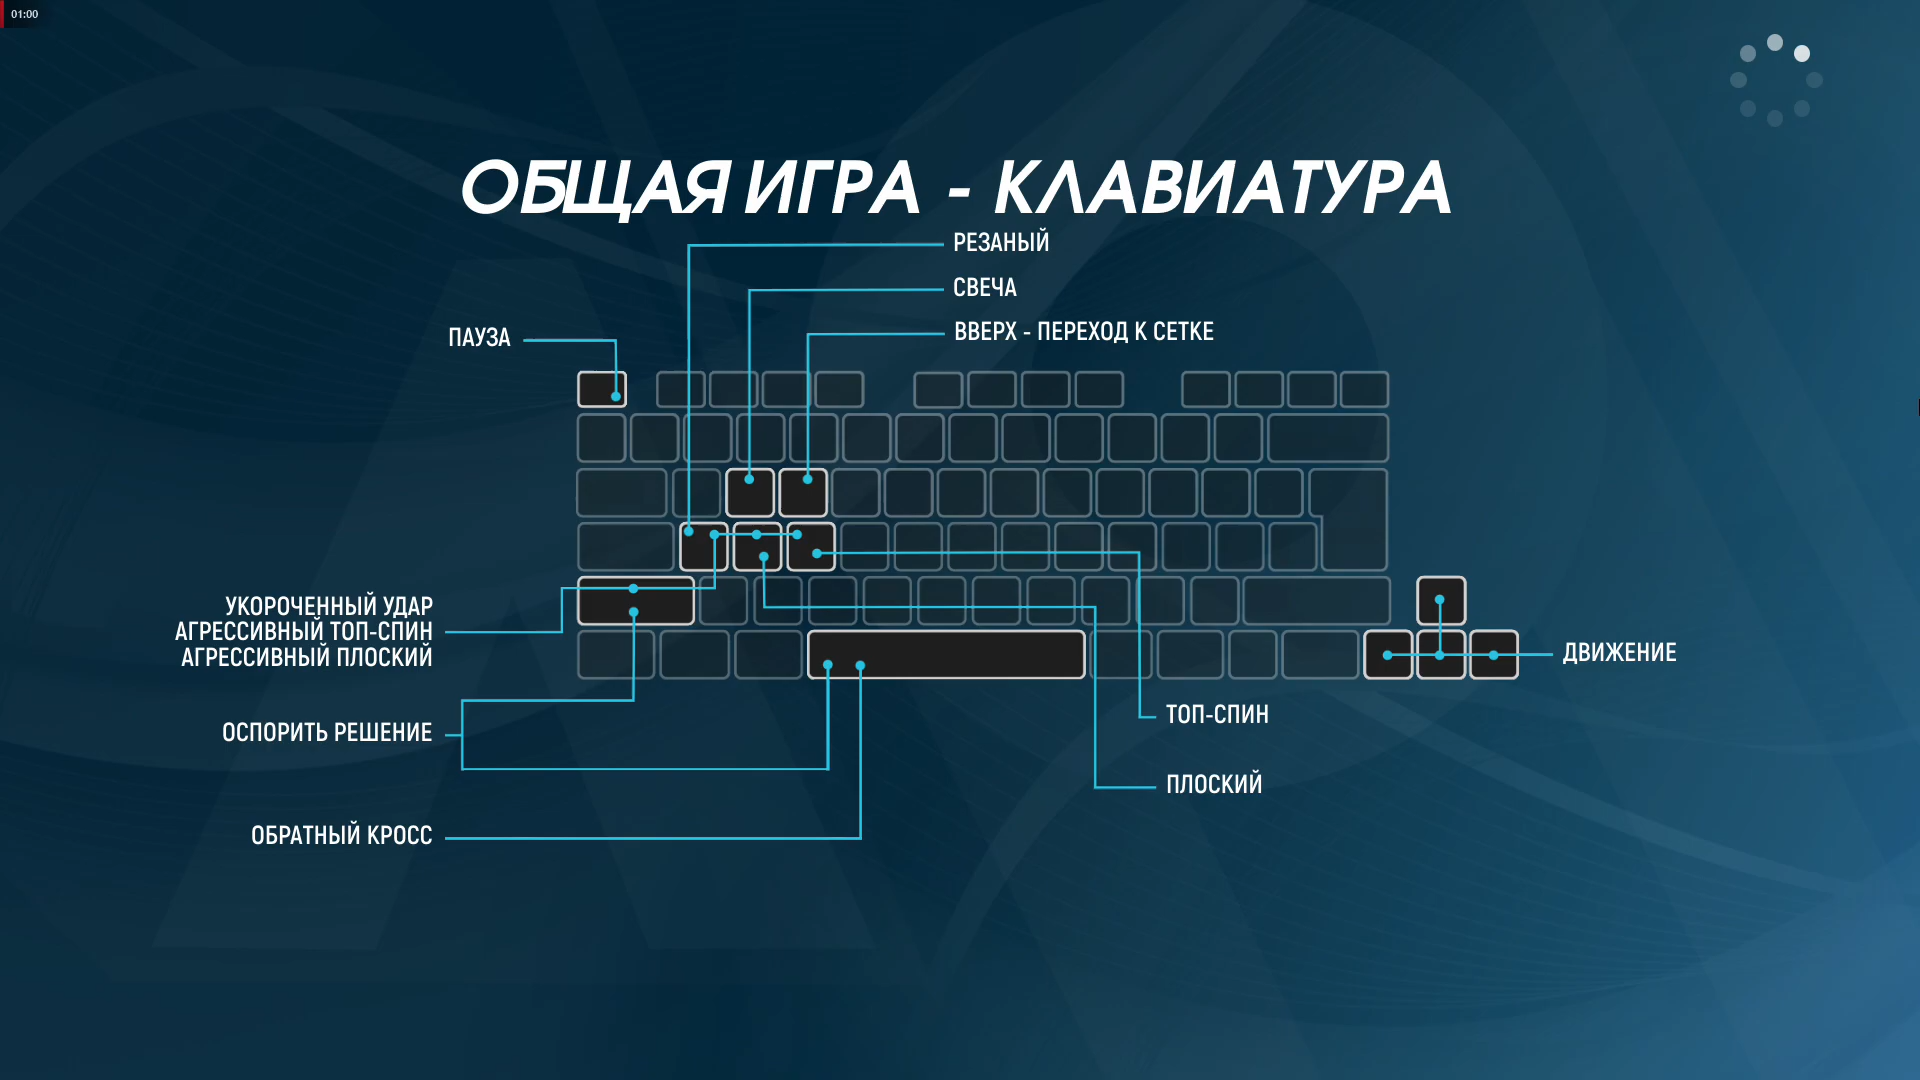 01:00
ОБЩАЯ ИГРА - КЛАВИАТУРА
РЕЗАНЫЙ
СВЕЧА
ВВЕРХ - ПЕРЕХОД К СЕТКЕ
ПАУЗА
УКОРОЧЕННЫЙ УДАР
АГРЕССИВНЫЙ ТОП-СПИН
АГРЕССИВНЫЙ ПЛОСКИЙ
ДВИЖЕНИЕ
ТОП-СПИН
ОСПОРИТЬ РЕШЕНИЕ
ПЛОСКИЙ
ОБРАТНЫЙ КРОСС